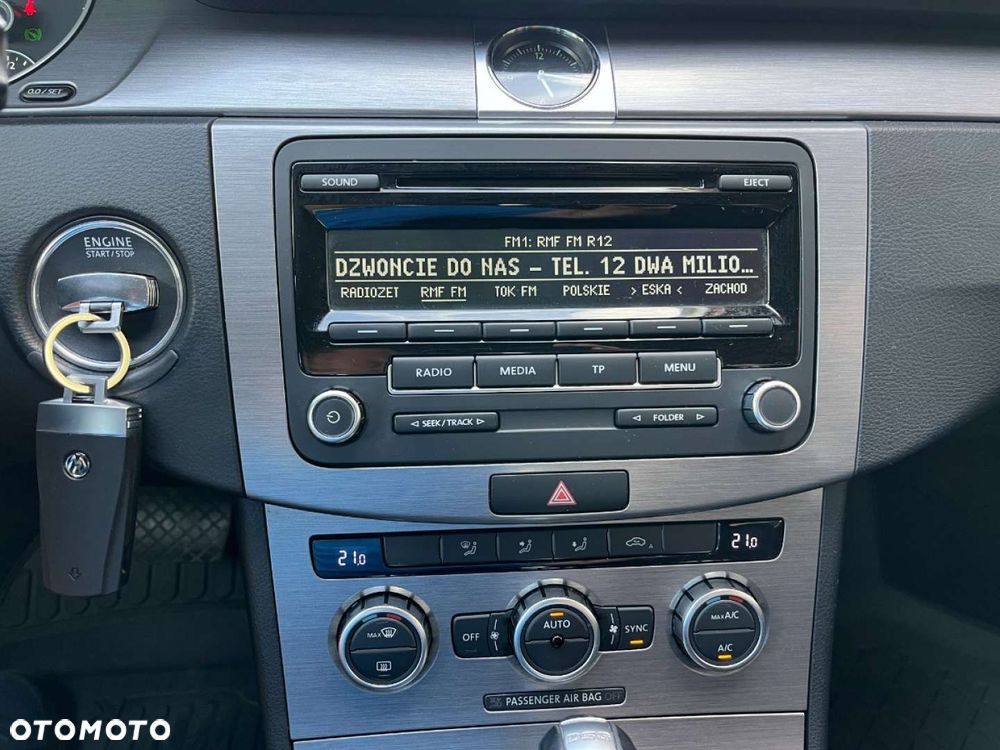 0.0 / SET
12
ENGINE
START / STOP
SOUND
EJECT
FM1: RMF FM R12
DZWONCIE DO NAS - TEL. 12 DWA MILIO...
RADIOZET RMF FM TOK FM POLSKIE > ESKA < ZACHOD
RADIO MEDIA TP MENU
SEEK / TRACK FOLDER
21,0 A 21,0
MAX
OFF AUTO SYNC
MAX A/C
A/C
PASSENGER AIR BAG OFF
DSG
OTOMOTO